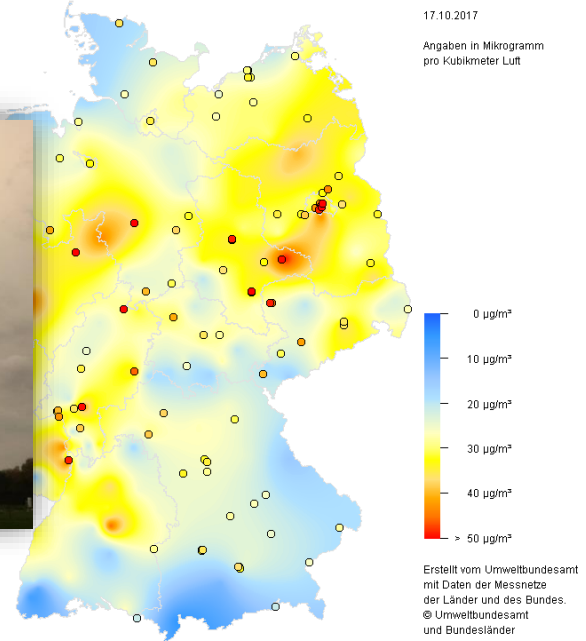 17.10.2017
Angaben in Mikrogramm
pro Kubikmeter Luft
0 µg/m³
10 µg/m³
20 µg/m³
30 µg/m³
40 µg/m³
> 50 µg/m³
Erstellt vom Umweltbundesamt
mit Daten der Messnetze
der Länder und des Bundes.
© Umweltbundesamt
und Bundesländer